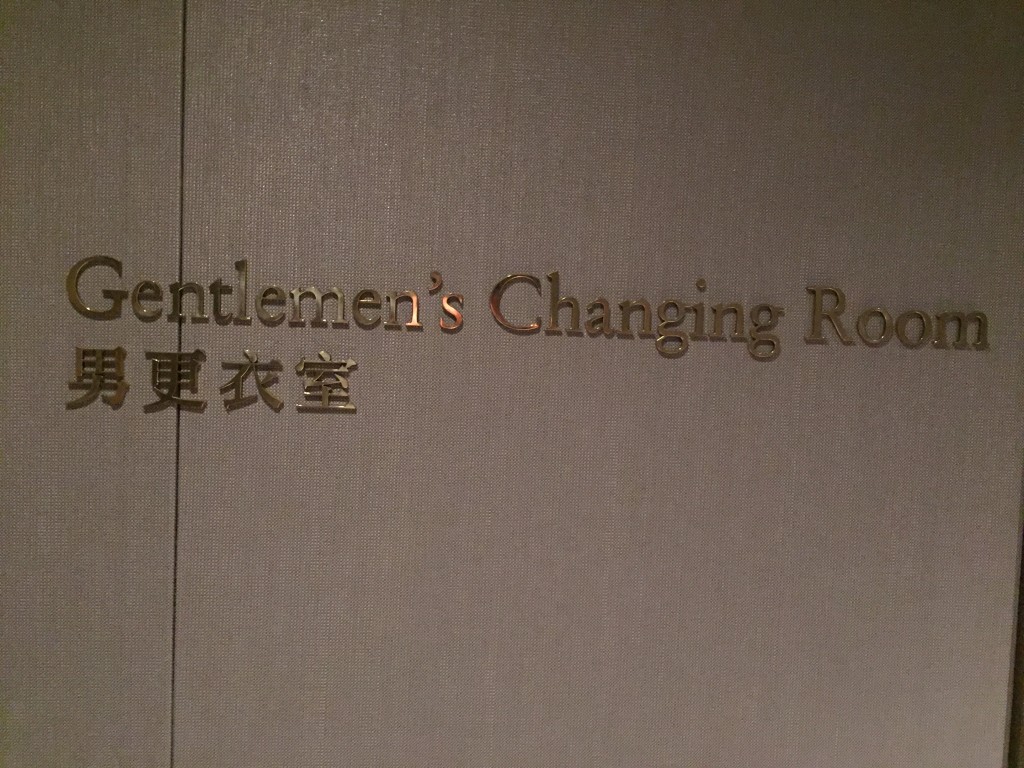 Gentlemen's Changing Room
男更衣室